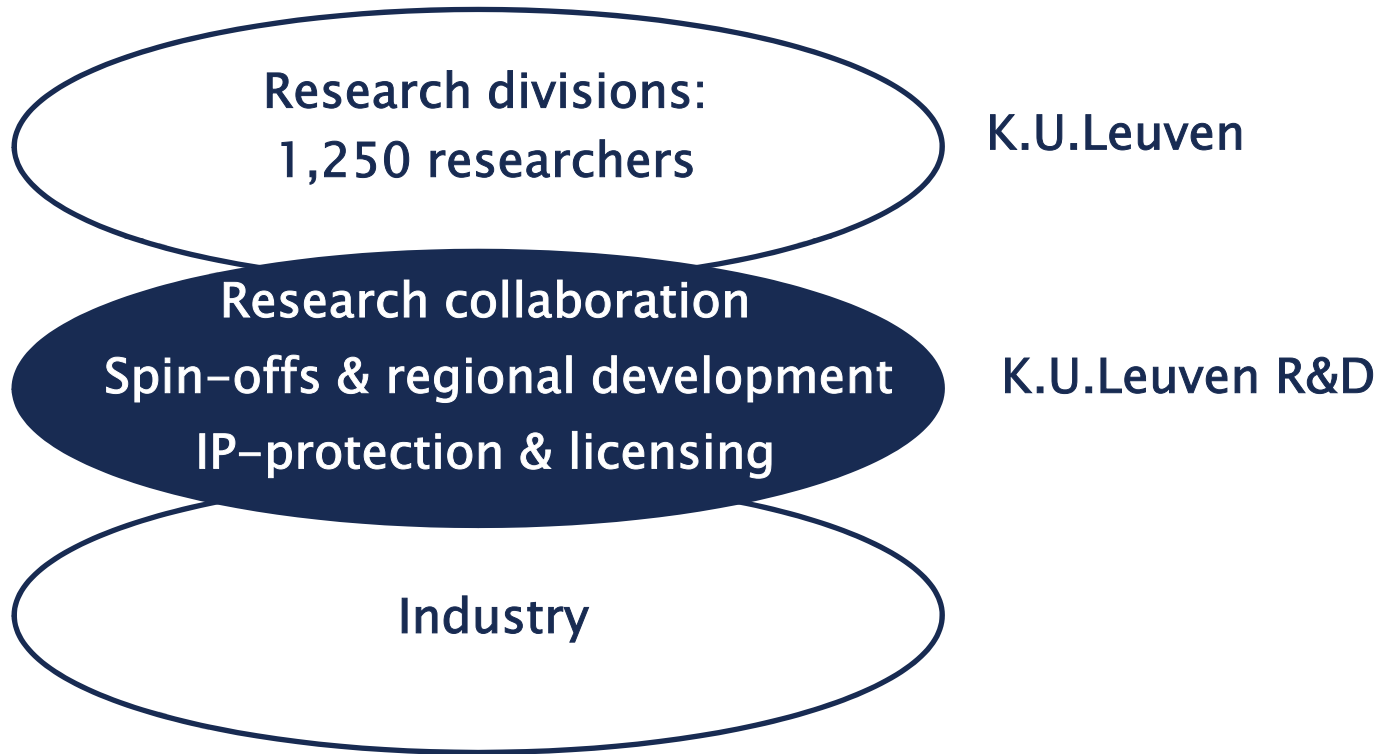 Research divisions:
1,250 researchers
K.U.Leuven
Research collaboration
Spin-offs & regional development
IP-protection & licensing
K.U.Leuven R&D
Industry